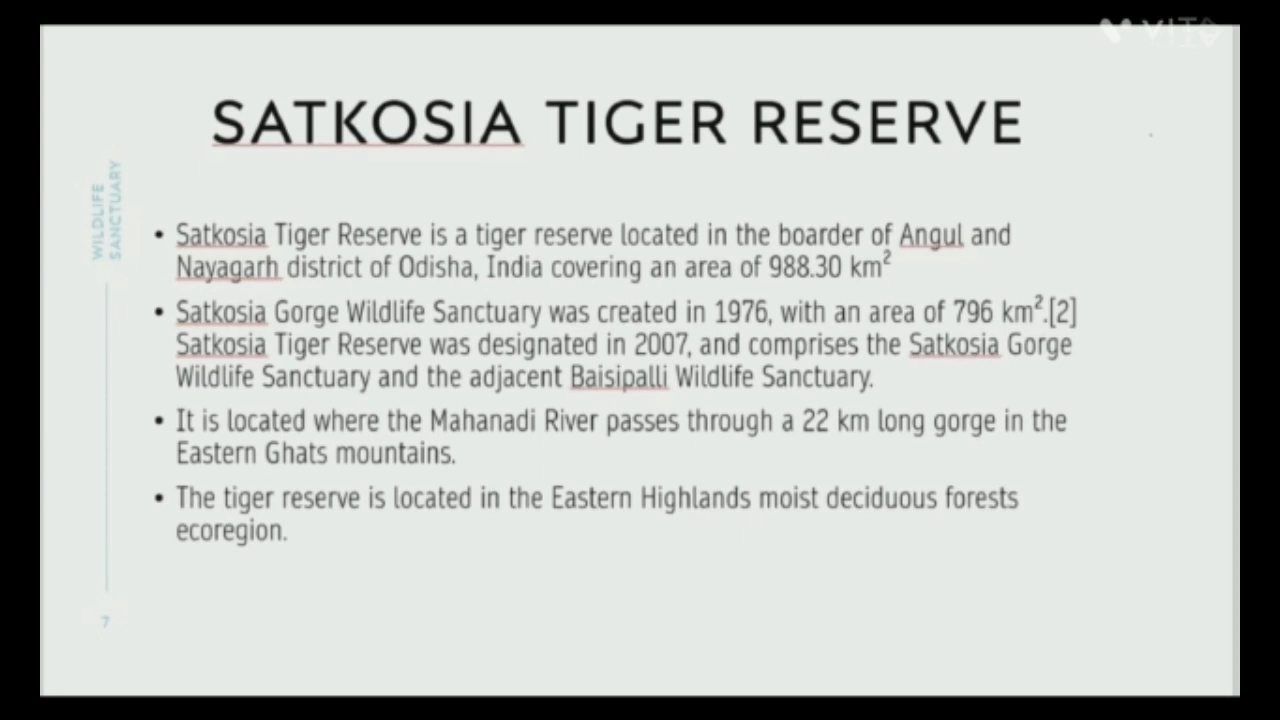 SATKOSIA TIGER RESERVE
WILDLIFE
SANCTUARY
• Satkosia Tiger Reserve is a tiger reserve located in the boarder of Angul and
Nayagarh district of Odisha, India covering an area of 988.30 km²
• Satkosia Gorge Wildlife Sanctuary was created in 1976, with an area of 796 km².[2]
Satkosia Tiger Reserve was designated in 2007, and comprises the Satkosia Gorge
Wildlife Sanctuary and the adjacent Baisipalli Wildlife Sanctuary.
• It is located where the Mahanadi River passes through a 22 km long gorge in the
Eastern Ghats mountains.
• The tiger reserve is located in the Eastern Highlands moist deciduous forests
ecoregion.
7